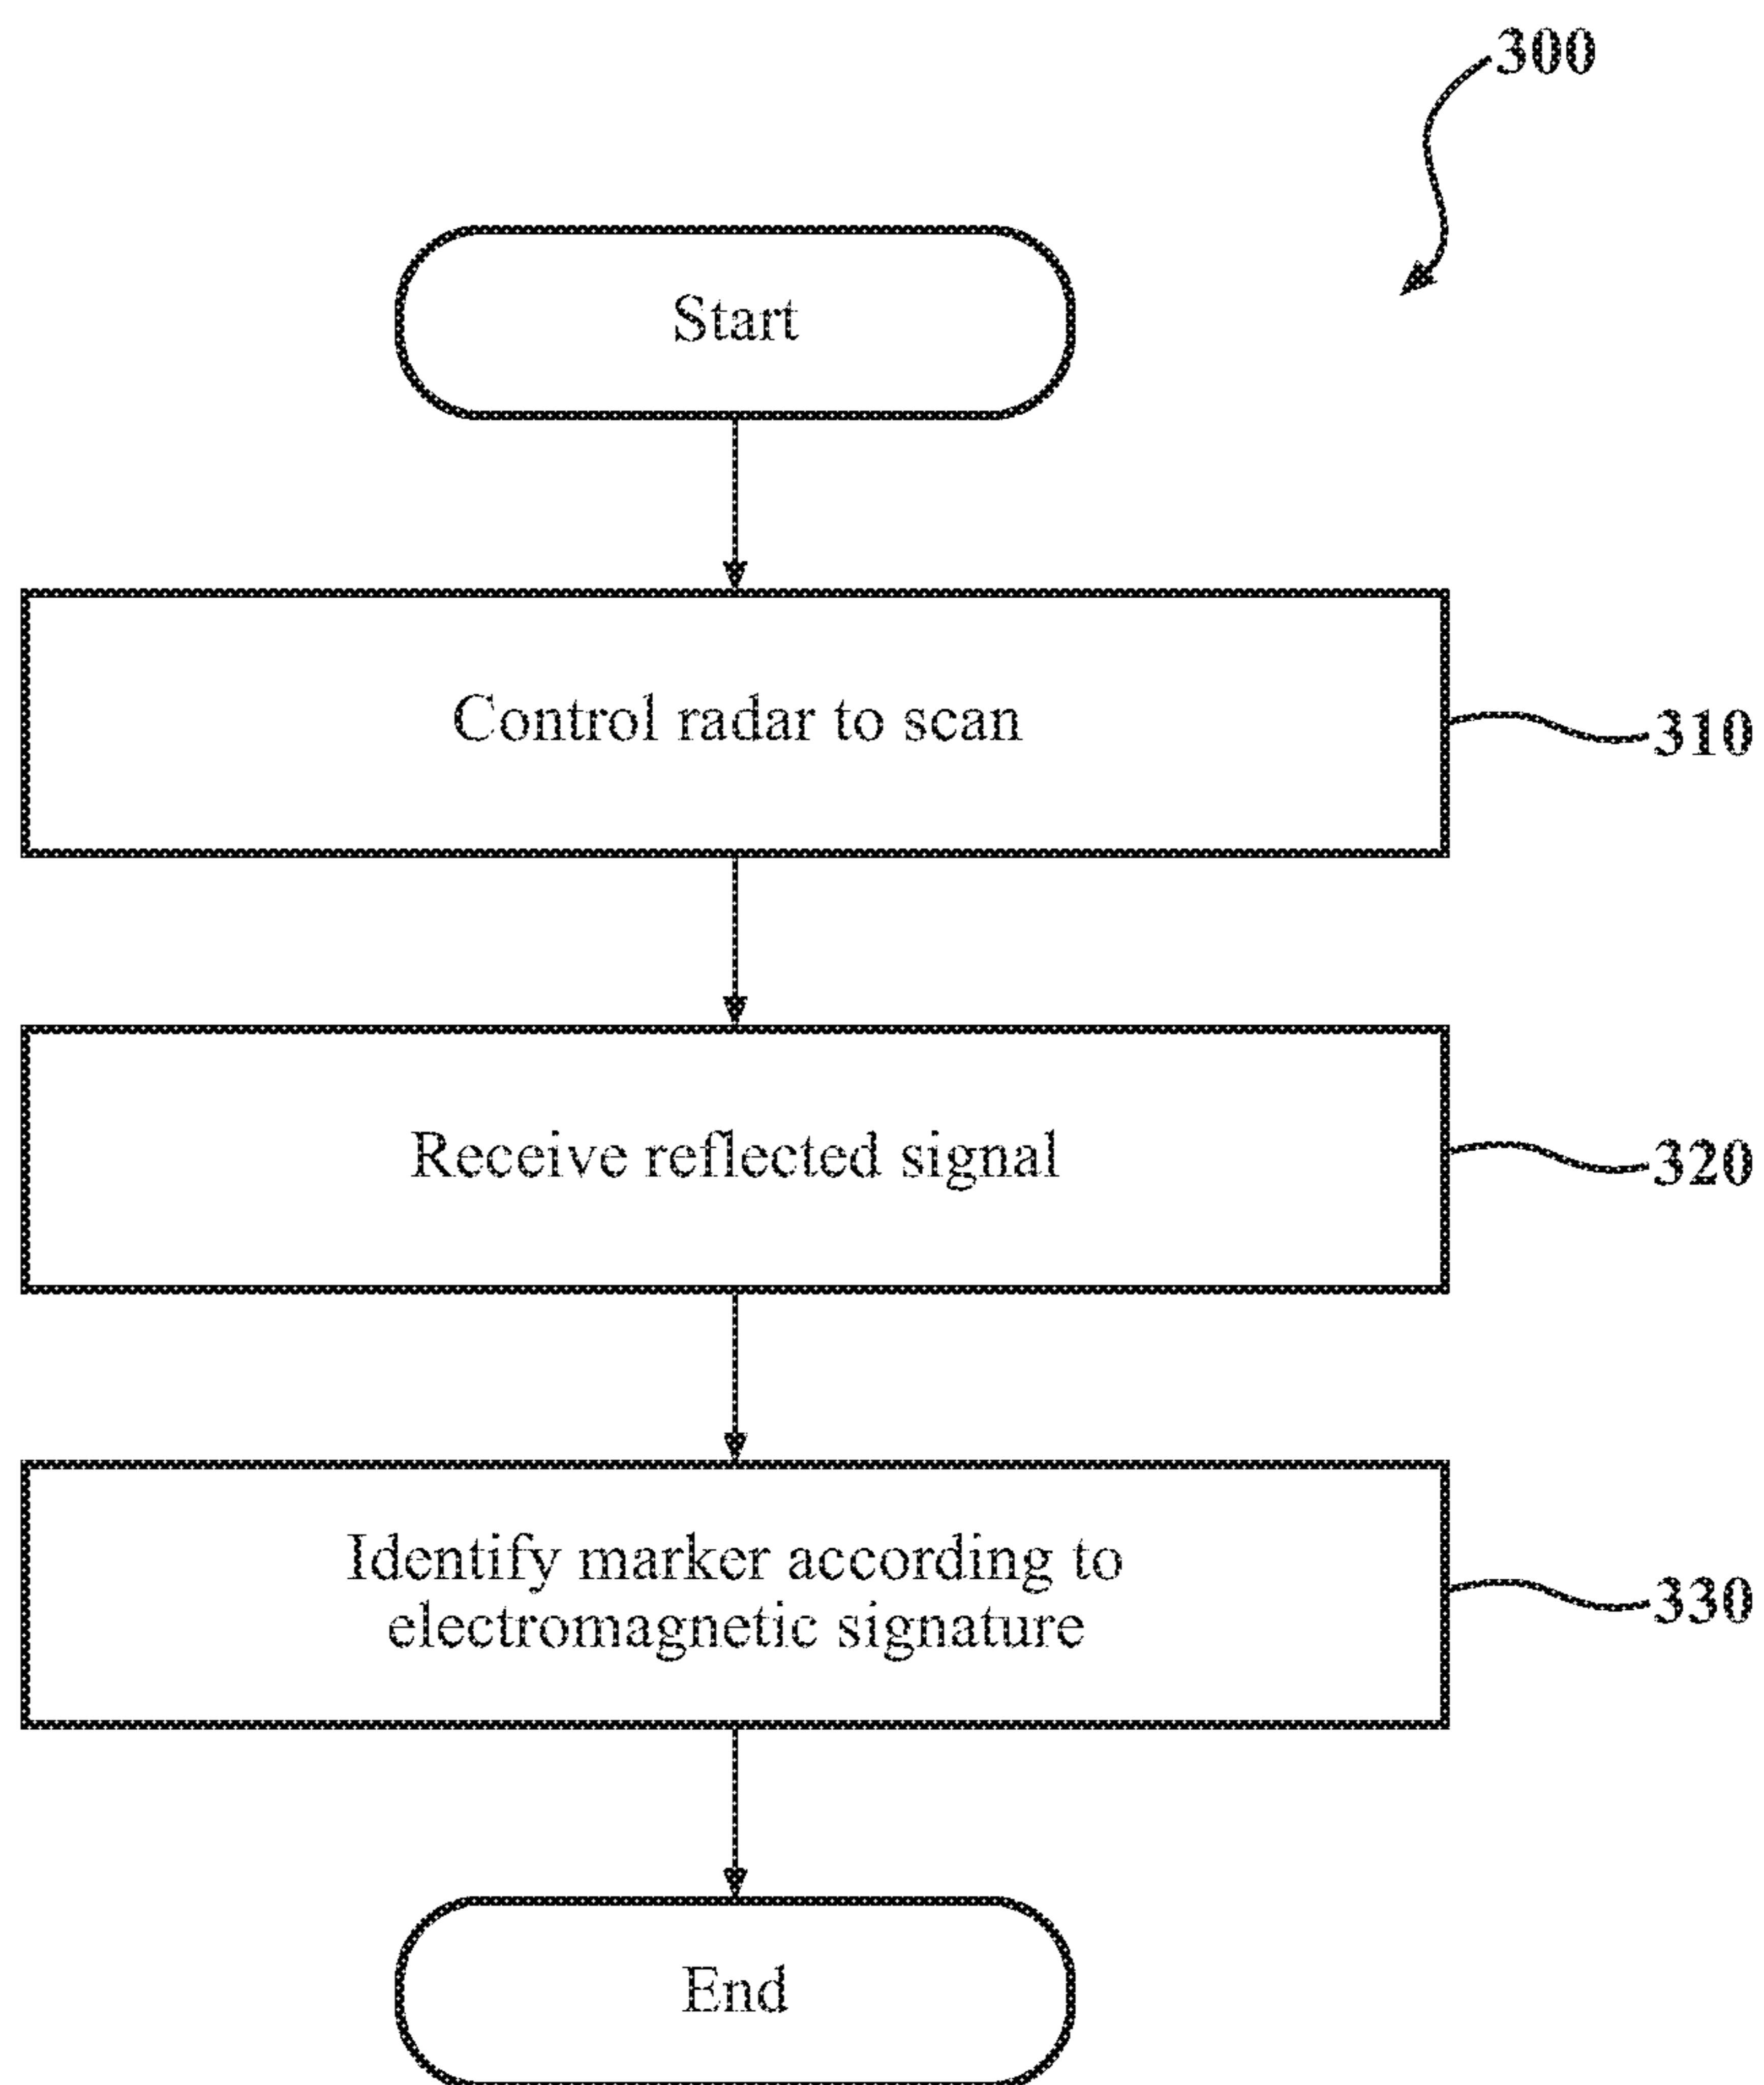 300
Start
Control radar to scan
310
Receive reflected signal
320
Identify marker according to
electromagnetic signature
330
End